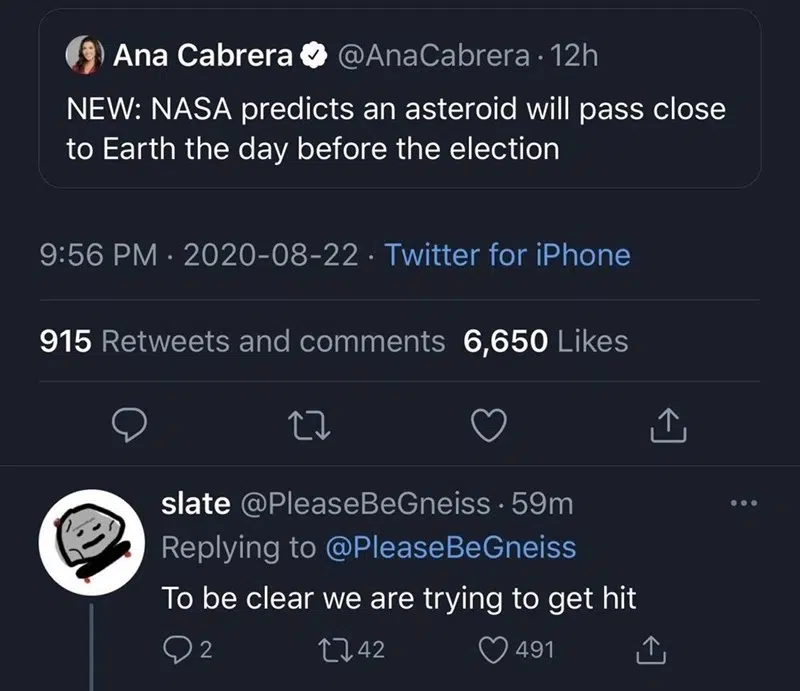 Ana Cabrera @AnaCabrera · 12h
NEW: NASA predicts an asteroid will pass close
to Earth the day before the election
9:56 PM · 2020-08-22 · Twitter for iPhone
915 Retweets and comments 6,650 Likes
slate @PleaseBeGneiss · 59m
Replying to @PleaseBeGneiss
To be clear we are trying to get hit
2 42 491